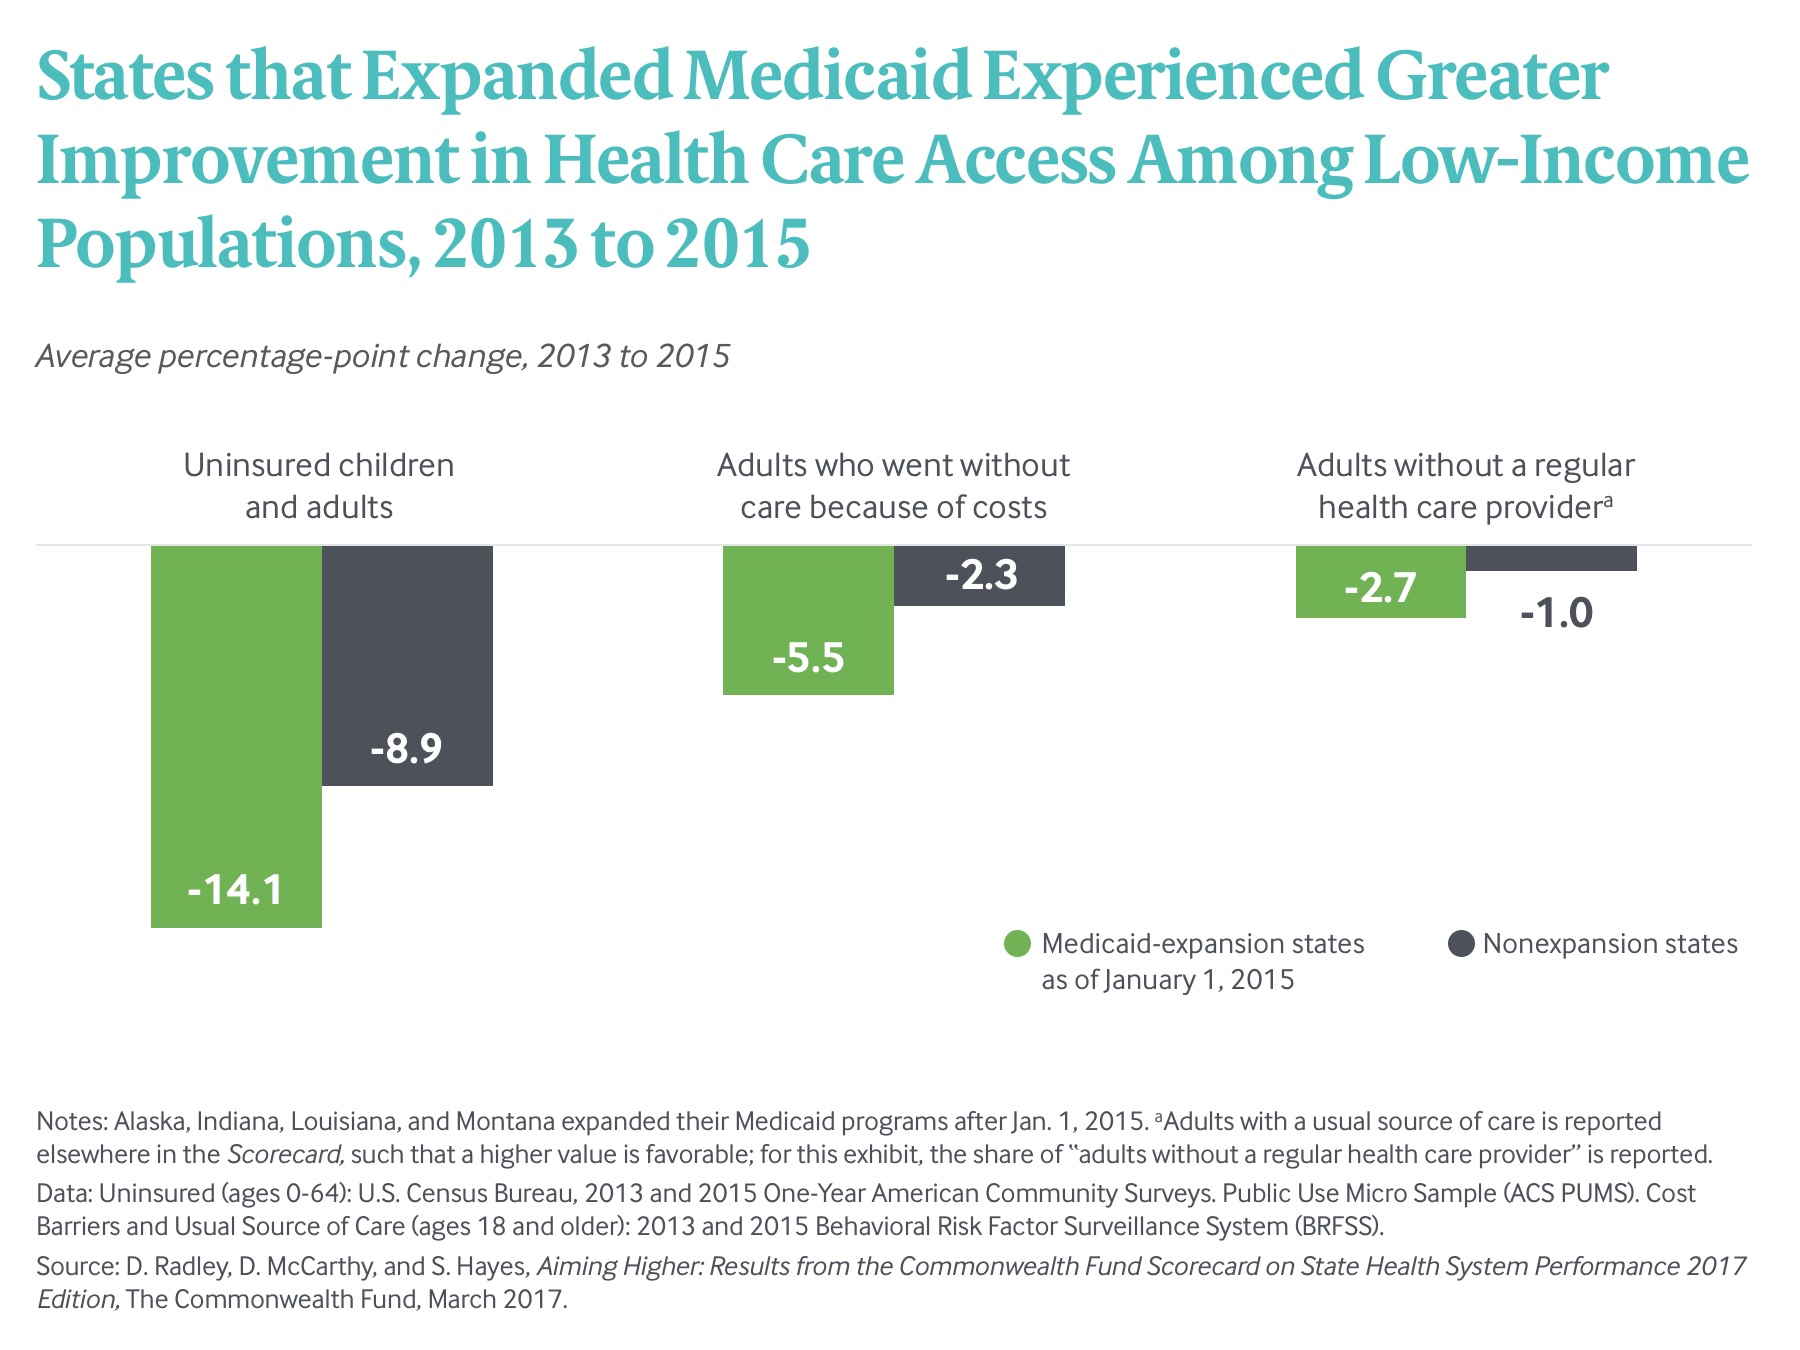 States that Expanded Medicaid Experienced Greater
Improvement in Health Care Access Among Low-Income
Populations, 2013 to 2015
Average percentage-point change, 2013 to 2015
Uninsured children
and adults
Adults who went without
care because of costs
Adults without a regular
health care providerᵃ
-14.1
-8.9
-5.5
-2.3
-2.7
-1.0
Medicaid-expansion states
as of January 1, 2015
Nonexpansion states
Notes: Alaska, Indiana, Louisiana, and Montana expanded their Medicaid programs after Jan. 1, 2015. ᵃAdults with a usual source of care is reported
elsewhere in the Scorecard, such that a higher value is favorable; for this exhibit, the share of “adults without a regular health care provider” is reported.
Data: Uninsured (ages 0-64): U.S. Census Bureau, 2013 and 2015 One-Year American Community Surveys. Public Use Micro Sample (ACS PUMS). Cost
Barriers and Usual Source of Care (ages 18 and older): 2013 and 2015 Behavioral Risk Factor Surveillance System (BRFSS).
Source: D. Radley, D. McCarthy, and S. Hayes, Aiming Higher: Results from the Commonwealth Fund Scorecard on State Health System Performance 2017
Edition, The Commonwealth Fund, March 2017.